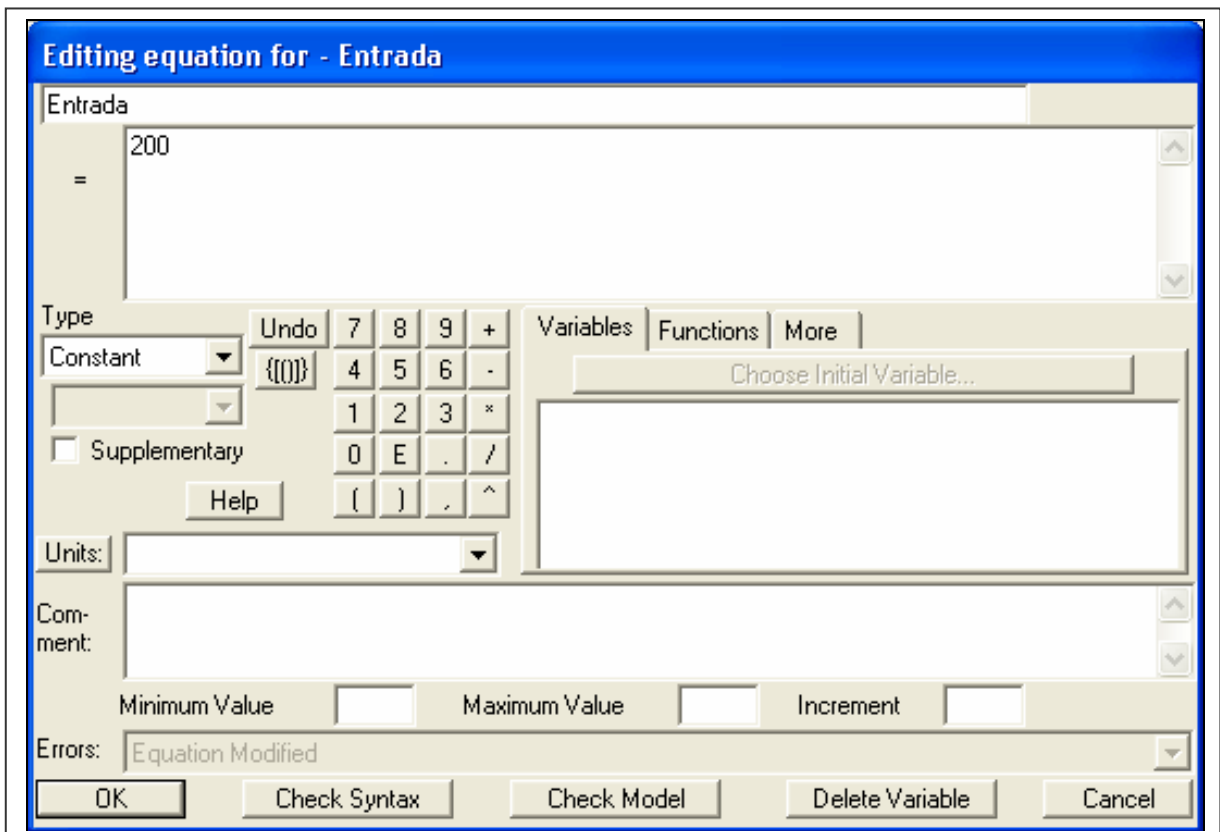 Editing equation for - Entrada
Entrada
=
200
Type
Constant
Undo 7 8 9 +
{[()]} 4 5 6 -
1 2 3 *
Supplementary
0 E . /
Help
( ) , ^
Variables Functions More
Choose Initial Variable...
Units:
Com-
ment:
Minimum Value Maximum Value Increment
Errors: Equation Modified
OK Check Syntax Check Model Delete Variable Cancel